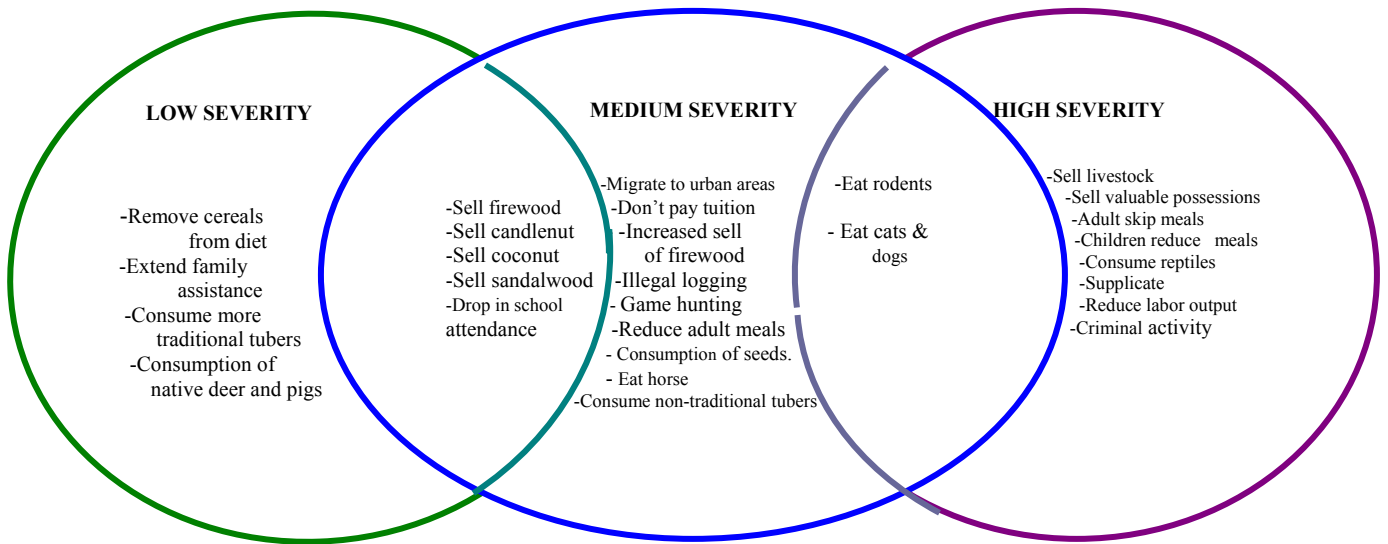 LOW SEVERITY
-Remove cereals
from diet
-Extend family
assistance
-Consume more
traditional tubers
-Consumption of
native deer and pigs
-Sell firewood
-Sell candlenut
-Sell coconut
-Sell sandalwood
-Drop in school
attendance
MEDIUM SEVERITY
-Migrate to urban areas
-Don’t pay tuition
-Increased sell
of firewood
-Illegal logging
- Game hunting
-Reduce adult meals
- Consumption of seeds.
- Eat horse
-Consume non-traditional tubers
-Eat rodents
- Eat cats &
dogs
HIGH SEVERITY
-Sell livestock
-Sell valuable possessions
-Adult skip meals
-Children reduce meals
-Consume reptiles
-Supplicate
-Reduce labor output
-Criminal activity